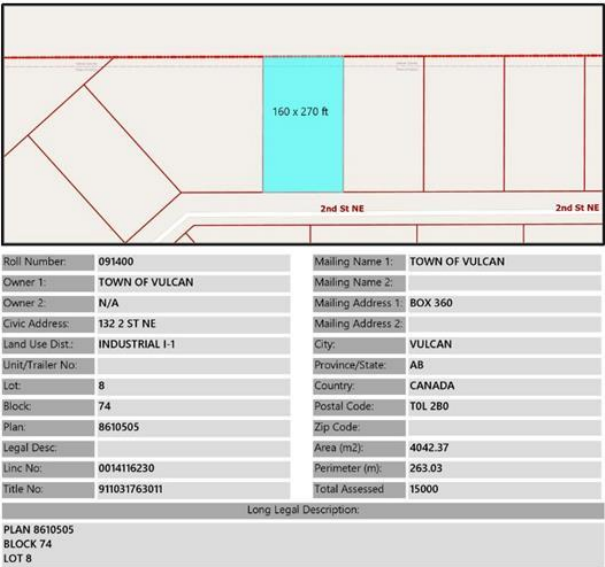 160 x 270 ft
2nd St NE
2nd St NE
Roll Number: 091400
Owner 1: TOWN OF VULCAN
Owner 2: N/A
Civic Address: 132 2 ST NE
Land Use Dist.: INDUSTRIAL I-1
Unit/Trailer No:
Lot: 8
Block: 74
Plan: 8610505
Legal Desc:
Linc No: 0014116230
Title No: 911031763011
Mailing Name 1: TOWN OF VULCAN
Mailing Name 2:
Mailing Address 1: BOX 360
Mailing Address 2:
City: VULCAN
Province/State: AB
Country: CANADA
Postal Code: T0L 2B0
Zip Code:
Area (m2): 4042.37
Perimeter (m): 263.03
Total Assessed 15000
Long Legal Description:
PLAN 8610505
BLOCK 74
LOT 8